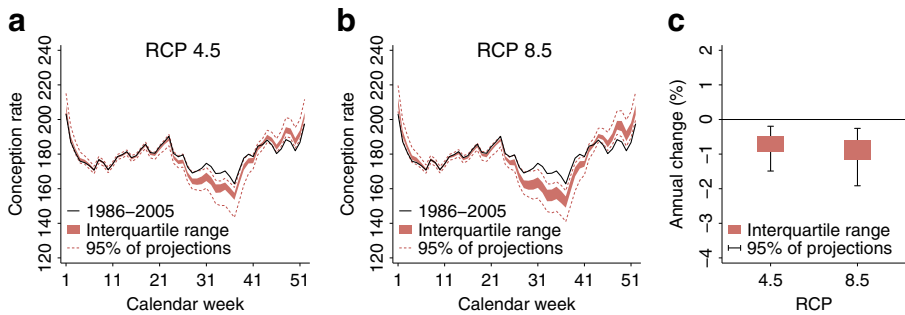 a
RCP 4.5
Conception rate
240
220
200
180
160
140
120
1986–2005
Interquartile range
95% of projections
1 11 21 31 41 51
Calendar week
b
RCP 8.5
Conception rate
240
220
200
180
160
140
120
1986–2005
Interquartile range
95% of projections
1 11 21 31 41 51
Calendar week
c
Annual change (%)
2
1
0
−1
−2
−3
−4
Interquartile range
95% of projections
4.5 8.5
RCP